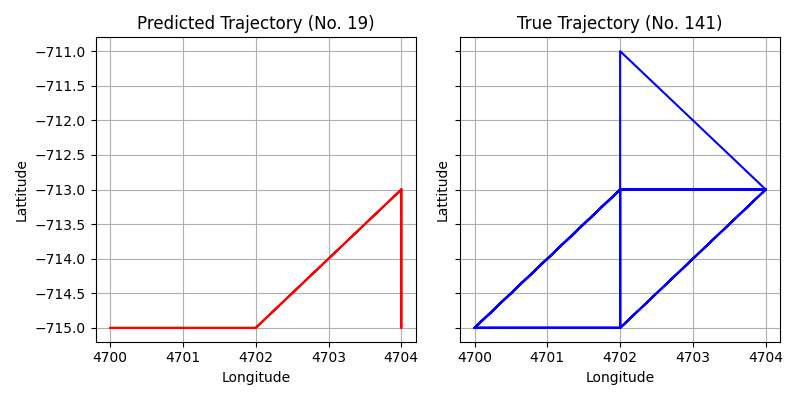 Predicted Trajectory (No. 19)
True Trajectory (No. 141)
Lattitude
−711.0
−711.5
−712.0
−712.5
−713.0
−713.5
−714.0
−714.5
−715.0
4700 4701 4702 4703 4704
Longitude
Lattitude
4700 4701 4702 4703 4704
Longitude